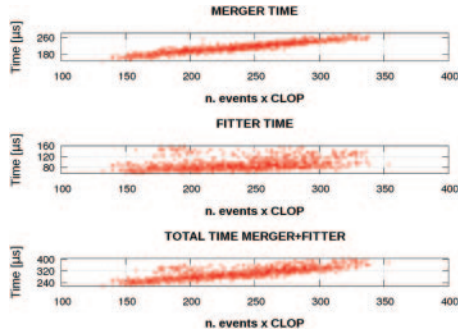 MERGER TIME
Time [µs]
260
180
100 150 200 250 300 350 400
n. events x CLOP
FITTER TIME
Time [µs]
160
120
80
100 150 200 250 300 350 400
n. events x CLOP
TOTAL TIME MERGER+FITTER
Time [µs]
400
320
240
100 150 200 250 300 350 400
n. events x CLOP